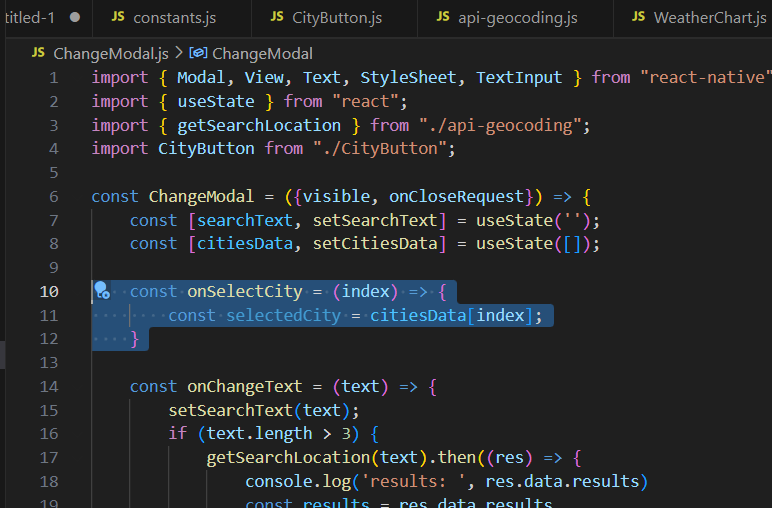 titled-1 JS constants.js JS CityButton.js JS api-geocoding.js JS WeatherChart.js
JS ChangeModal.js > ChangeModal
1 import { Modal, View, Text, StyleSheet, TextInput } from "react-native"
2 import { useState } from "react";
3 import { getSearchLocation } from "./api-geocoding";
4 import CityButton from "./CityButton";
5
6 const ChangeModal = ({visible, onCloseRequest}) => {
7 const [searchText, setSearchText] = useState('');
8 const [citiesData, setCitiesData] = useState([]);
9
10 const onSelectCity = (index) => {
11 const selectedCity = citiesData[index];
12 }
13
14 const onChangeText = (text) => {
15 setSearchText(text);
16 if (text.length > 3) {
17 getSearchLocation(text).then((res) => {
18 console.log('results: ', res.data.results)
19 const results = res.data.results